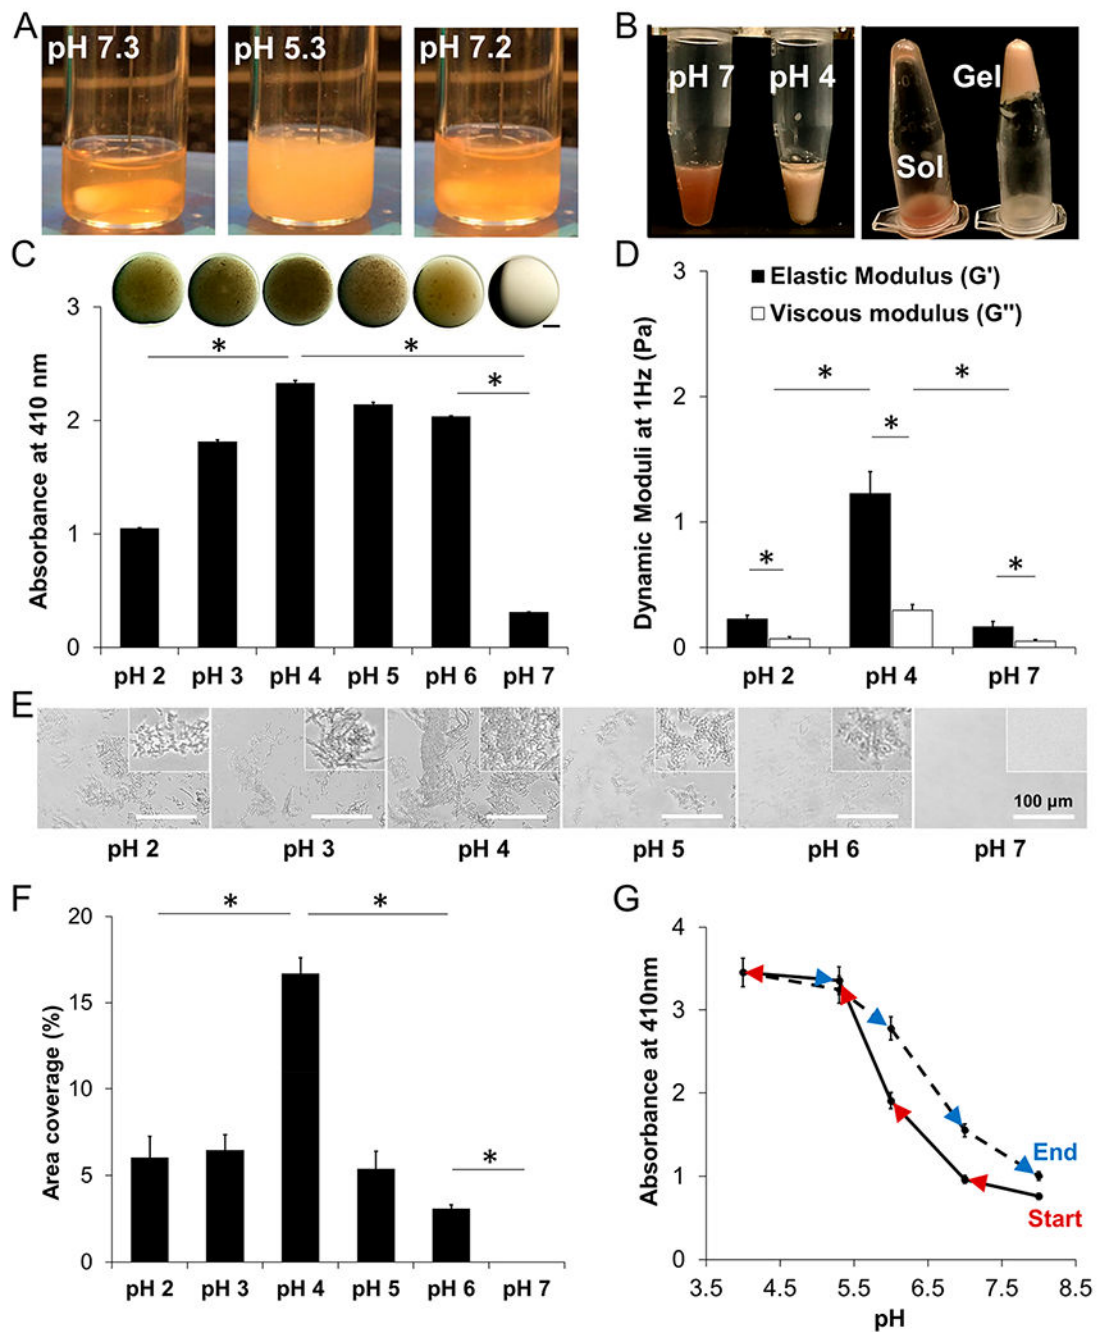 A
pH 7.3
pH 5.3
pH 7.2
B
pH 7
pH 4
Sol
Gel
C
Absorbance at 410 nm
3
2
1
0
*
*
*
pH 2
pH 3
pH 4
pH 5
pH 6
pH 7
D
Dynamic Moduli at 1Hz (Pa)
3
2
1
0
Elastic Modulus (G')
Viscous modulus (G'')
*
*
*
*
*
pH 2
pH 4
pH 7
E
100 µm
pH 2
pH 3
pH 4
pH 5
pH 6
pH 7
F
Area coverage (%)
20
15
10
5
0
*
*
*
pH 2
pH 3
pH 4
pH 5
pH 6
pH 7
G
Absorbance at 410nm
4
3
2
1
0
End
Start
3.5
4.5
5.5
6.5
7.5
8.5
pH